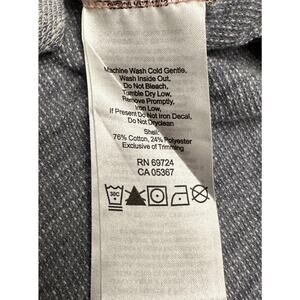 Machine Wash Cold Gentle,
Wash Inside Out,
Do Not Bleach,
Tumble Dry Low,
Remove Promptly,
Iron Low,
If Present Do Not Iron Decal,
Do Not Dryclean
Shell:
76% Cotton, 24% Polyester
Exclusive of Trimming
RN 69724
CA 05367
30C